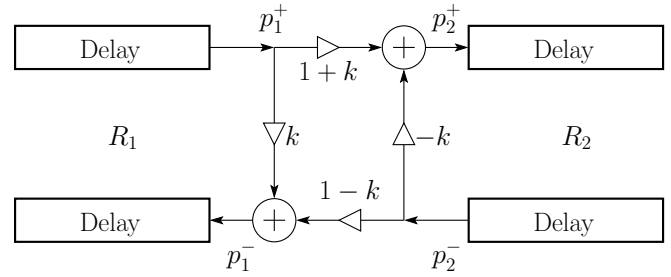 p₁⁺ p₂⁺
Delay + Delay
1 + k
R₁ k −k R₂
1 − k
Delay + Delay
p₁⁻ p₂⁻